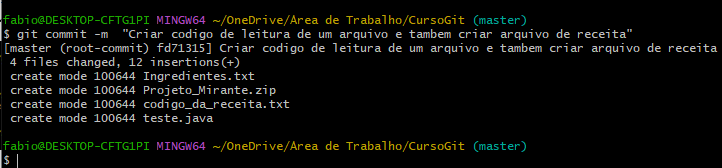 fabio@DESKTOP-CFTG1PI MINGW64 ~/OneDrive/Área de Trabalho/CursoGit (master)
$ git commit -m  "Criar codigo de leitura de um arquivo e tambem criar arquivo de receita"
[master (root-commit) fd71315] Criar codigo de leitura de um arquivo e tambem criar arquivo de receita
 4 files changed, 12 insertions(+)
 create mode 100644 Ingredientes.txt
 create mode 100644 Projeto_Mirante.zip
 create mode 100644 codigo_da_receita.txt
 create mode 100644 teste.java
fabio@DESKTOP-CFTG1PI MINGW64 ~/OneDrive/Área de Trabalho/CursoGit (master)
$